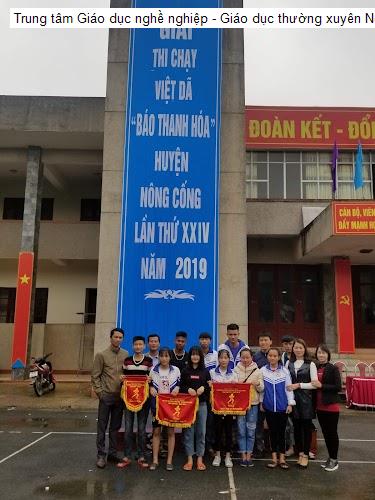 Trung tâm Giáo dục nghề nghiệp - Giáo dục thường xuyên N
GIẢI
THI CHẠY
VIỆT DÃ
"BÁO THANH HÓA"
HUYỆN
NÔNG CỐNG
LẦN THỨ XXIV
NĂM 2019
ĐOÀN KẾT - ĐỔ
CÁN BỘ, VIÊN
ĐẨY MẠNH HỌ